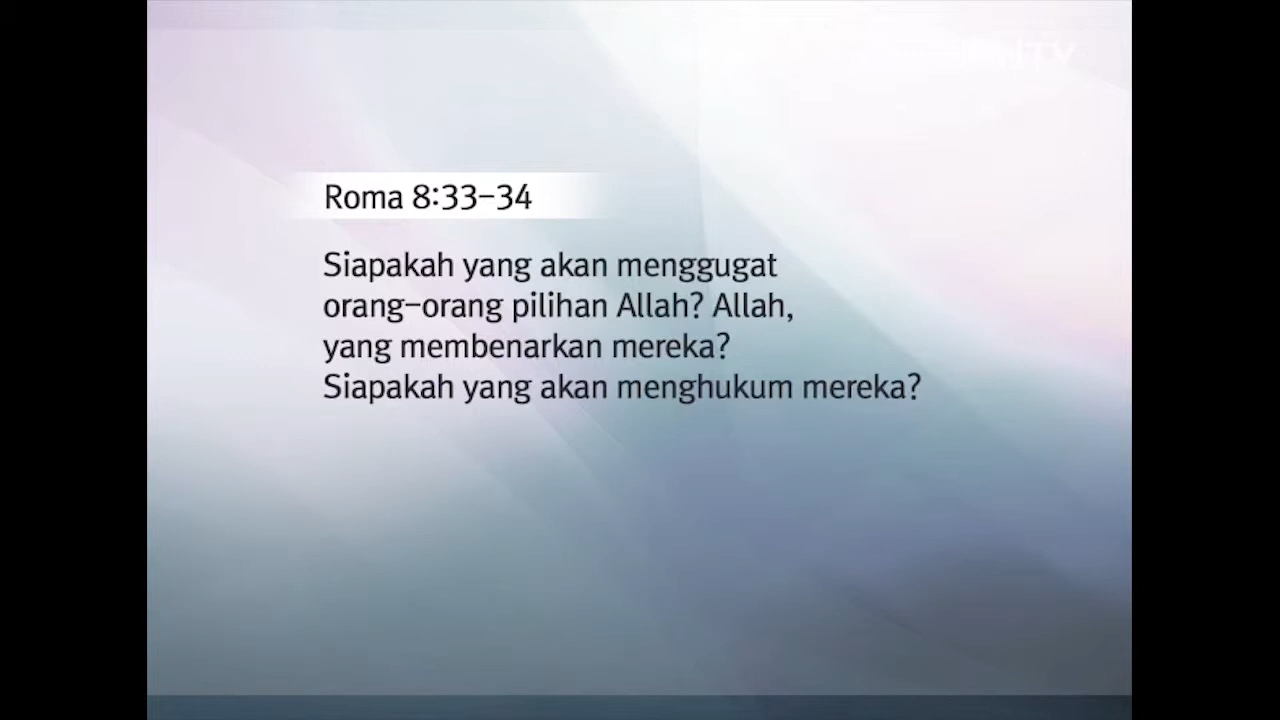 Roma 8:33-34
Siapakah yang akan menggugat
orang-orang pilihan Allah? Allah,
yang membenarkan mereka?
Siapakah yang akan menghukum mereka?